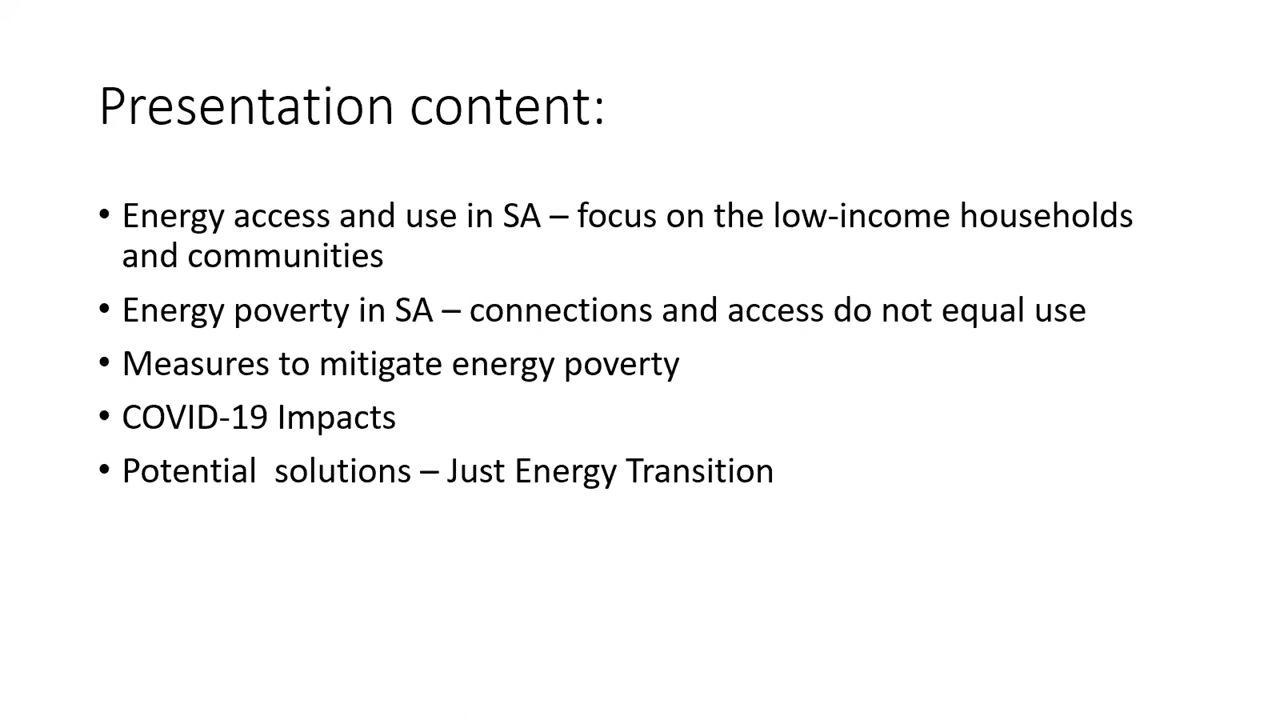 Presentation content:
• Energy access and use in SA – focus on the low-income households
and communities
• Energy poverty in SA – connections and access do not equal use
• Measures to mitigate energy poverty
• COVID-19 Impacts
• Potential  solutions – Just Energy Transition